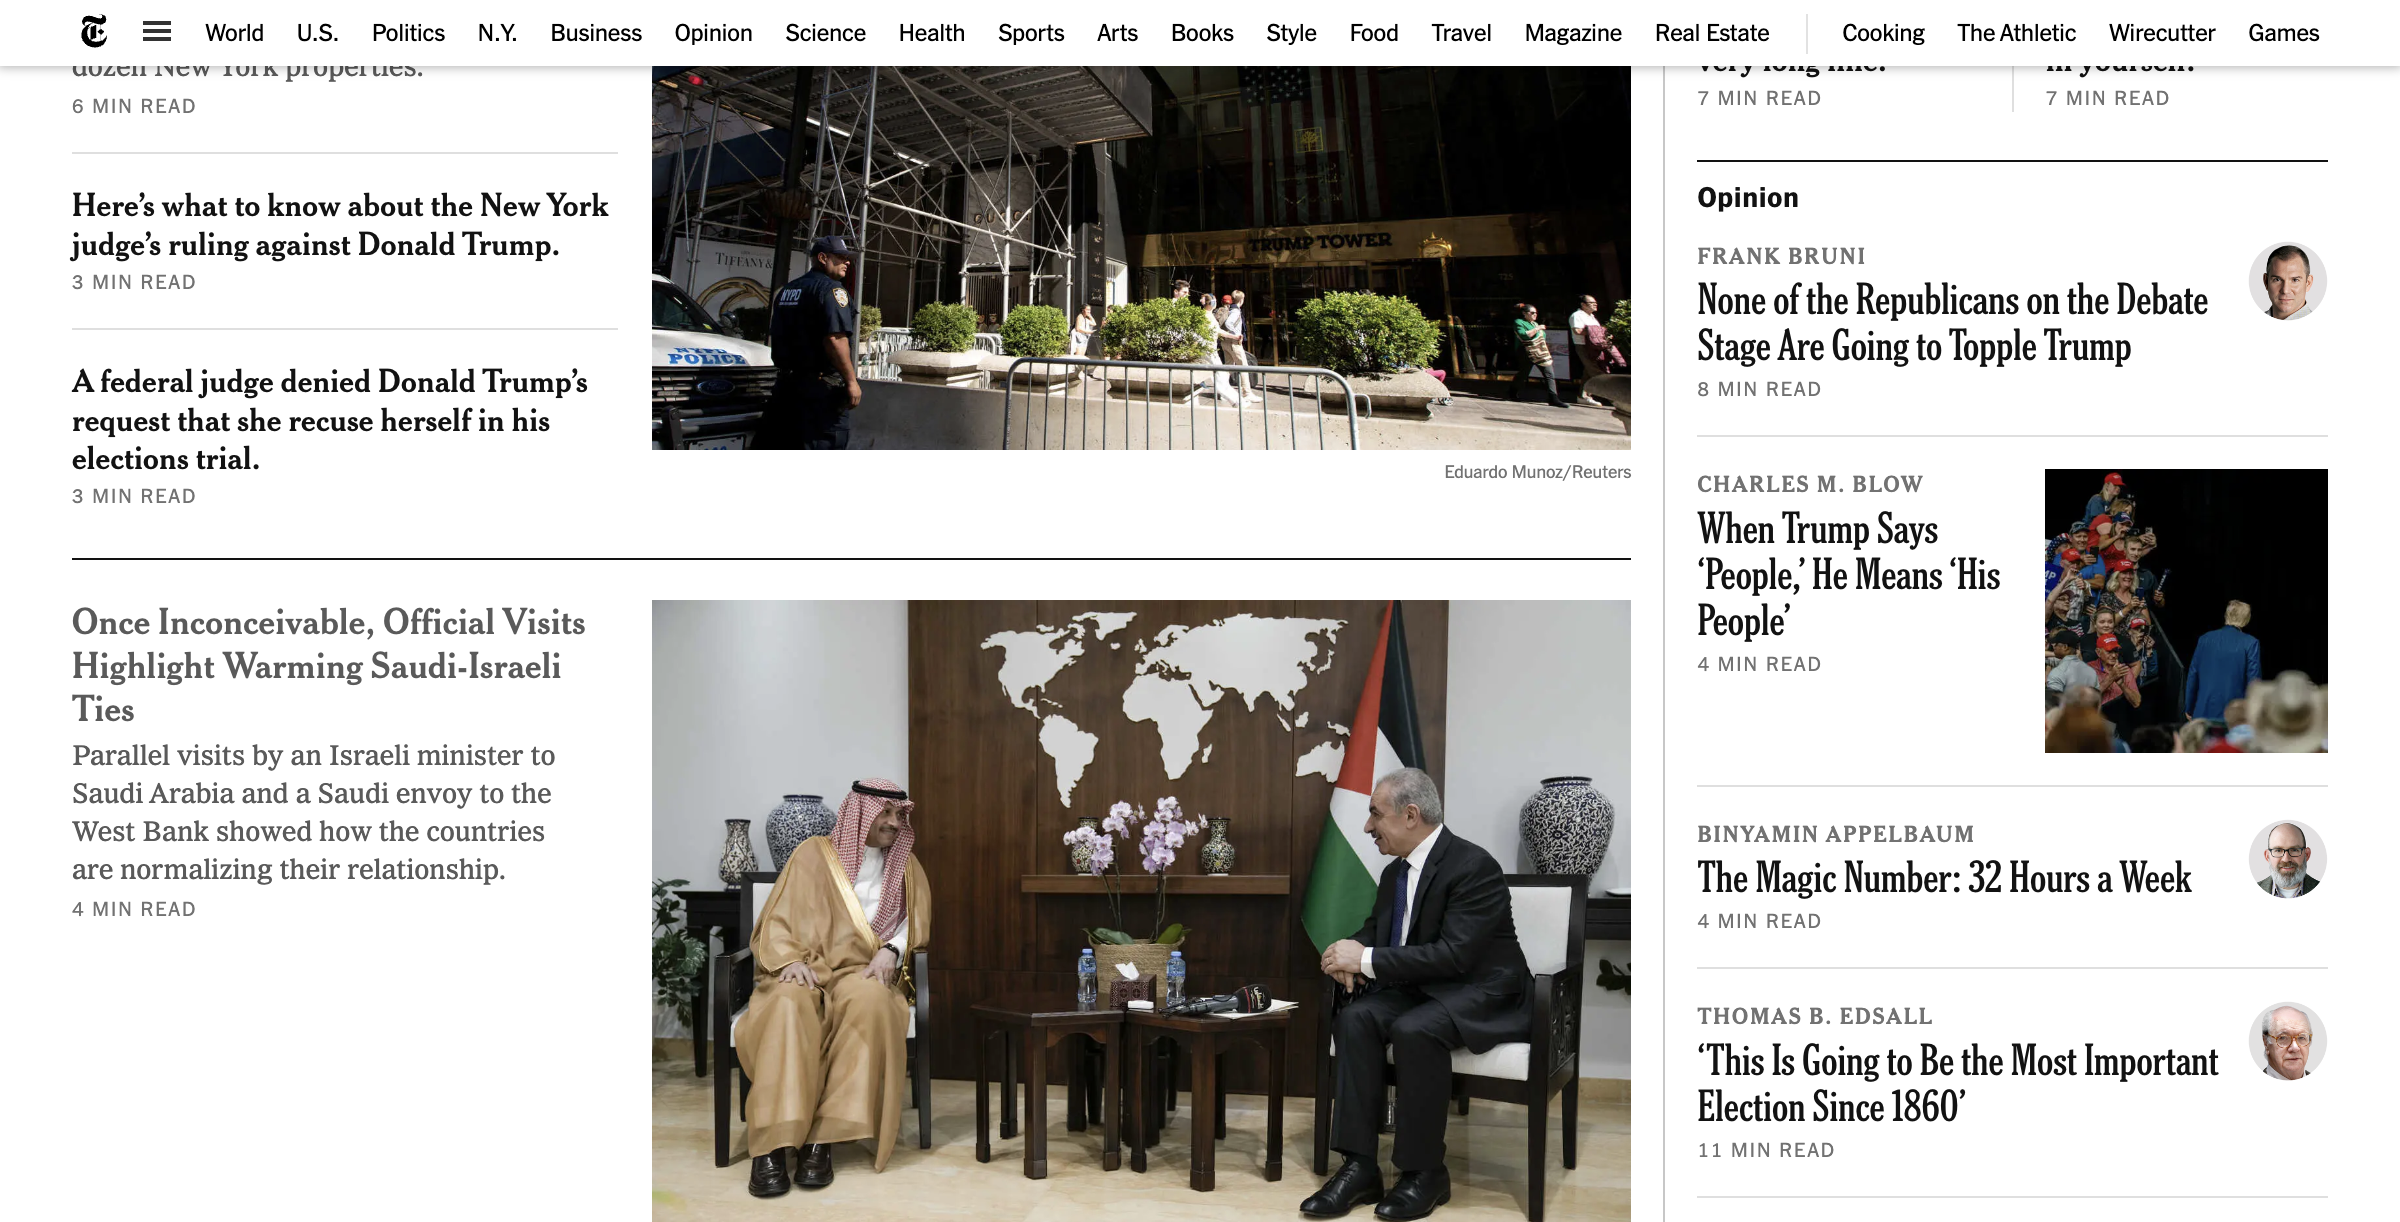 World U.S. Politics N.Y. Business Opinion Science Health Sports Arts Books Style Food Travel Magazine Real Estate Cooking The Athletic Wirecutter Games
dozen New York properties.
6 MIN READ
Here’s what to know about the New York
judge’s ruling against Donald Trump.
3 MIN READ
A federal judge denied Donald Trump’s
request that she recuse herself in his
elections trial.
3 MIN READ
GUCCI
TRUMP TOWER
TIFFANY &
NYPD
NYPD
POLICE
Eduardo Munoz/Reuters
Once Inconceivable, Official Visits
Highlight Warming Saudi-Israeli
Ties
Parallel visits by an Israeli minister to
Saudi Arabia and a Saudi envoy to the
West Bank showed how the countries
are normalizing their relationship.
4 MIN READ
very long line.
7 MIN READ
in yourself.
7 MIN READ
Opinion
FRANK BRUNI
None of the Republicans on the Debate
Stage Are Going to Topple Trump
8 MIN READ
CHARLES M. BLOW
When Trump Says
‘People,’ He Means ‘His
People’
4 MIN READ
BINYAMIN APPELBAUM
The Magic Number: 32 Hours a Week
4 MIN READ
THOMAS B. EDSALL
‘This Is Going to Be the Most Important
Election Since 1860’
11 MIN READ